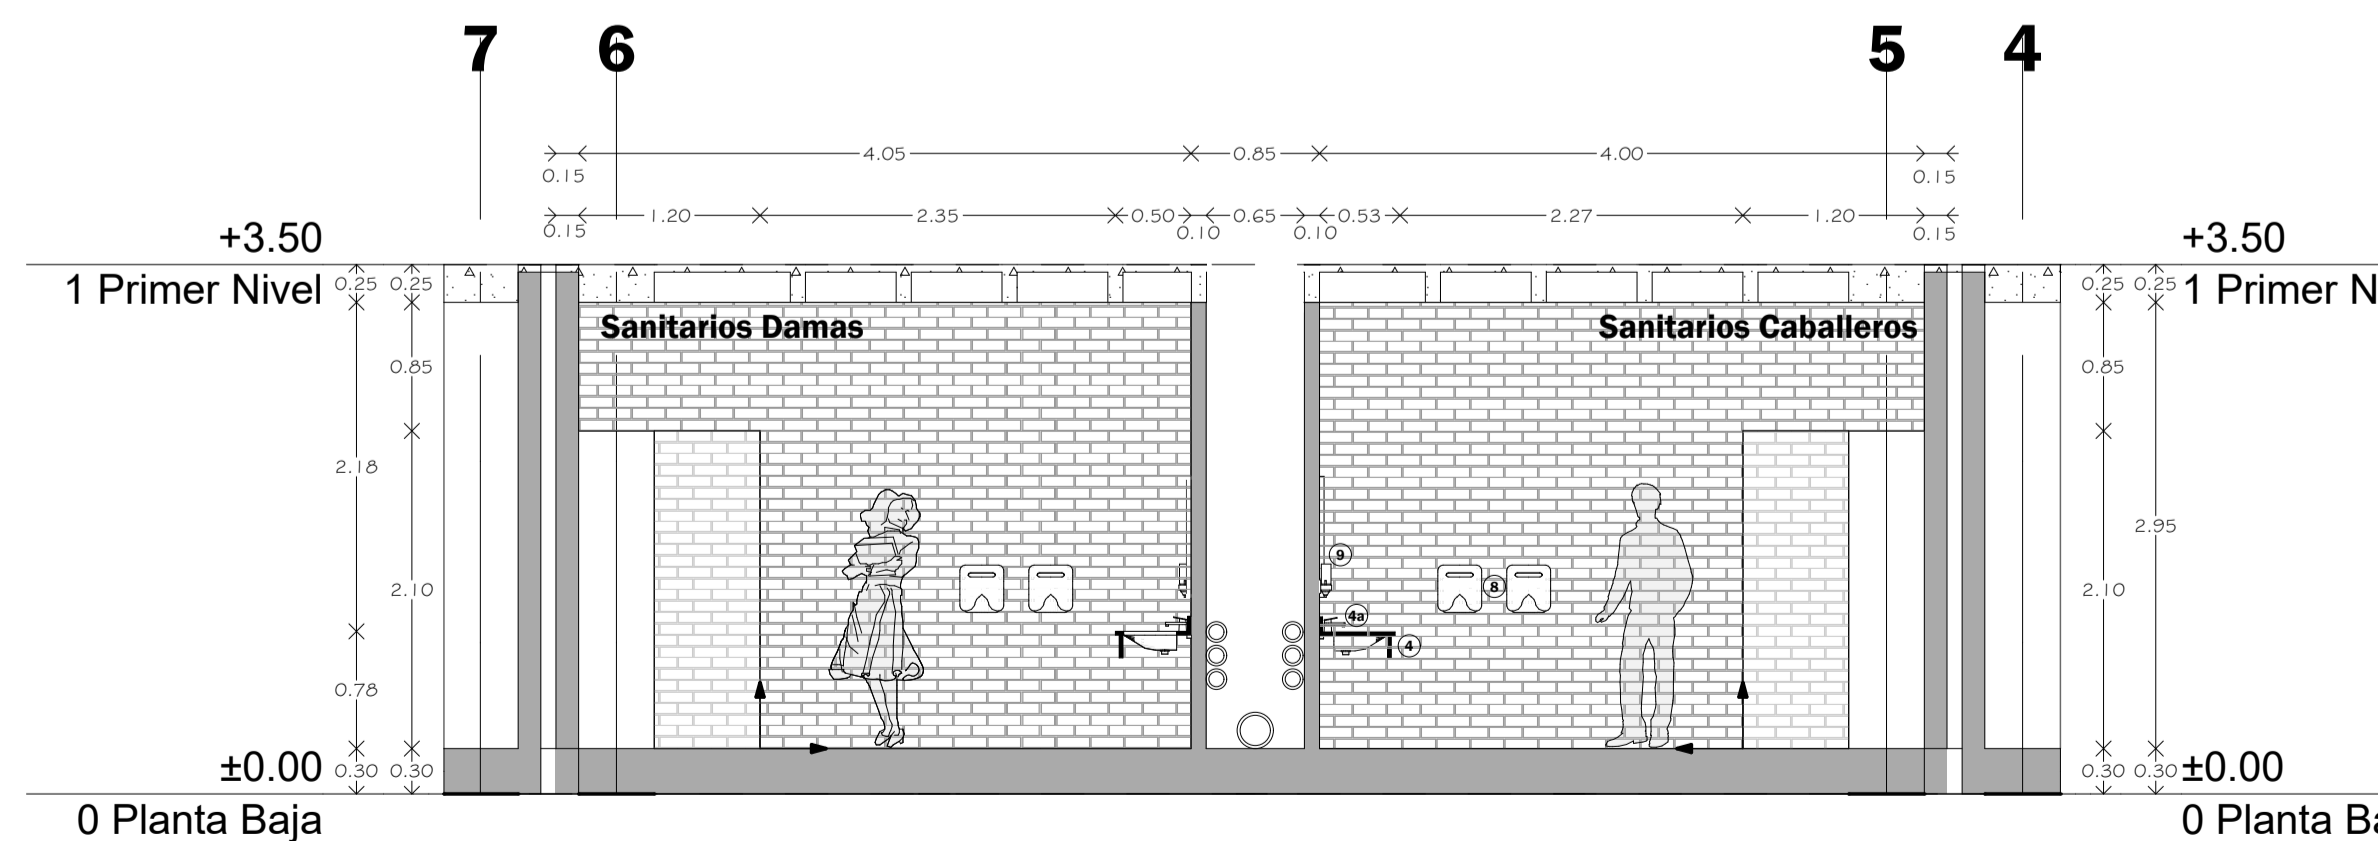 7 6 5 4
4.05 0.85 4.00
0.15 0.15
1.20 2.35 0.50 0.65 0.53 2.27 1.20
0.15 0.10 0.10 0.15
+3.50 +3.50
1 Primer Nivel 0.25 0.25 0.25 0.25 1 Primer N
Sanitarios Damas Sanitarios Caballeros
0.85 0.85
2.18
2.95
9
2.10 8 2.10
4a
4
0.78
±0.00 0.30 0.30 0.30 0.30 ±0.00
0 Planta Baja 0 Planta Ba